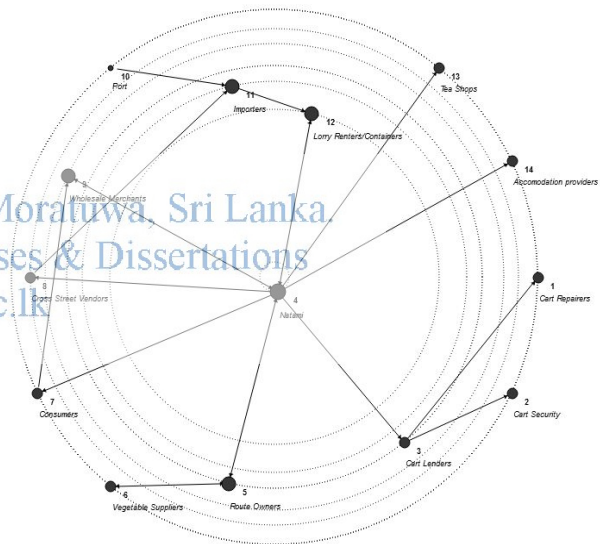 10
Port
11
Importers
12
Lorry Renters/Containers
13
Tea Shops
14
Accomodation providers
9
Wholesale Merchants
Moratuwa, Sri Lanka.
ses & Dissertations
c.lk
8
Cross Street Vendors
4
Natami
1
Cart Repairers
7
Consumers
2
Cart Security
3
Cart Lenders
5
Route Owners
6
Vegetable Suppliers